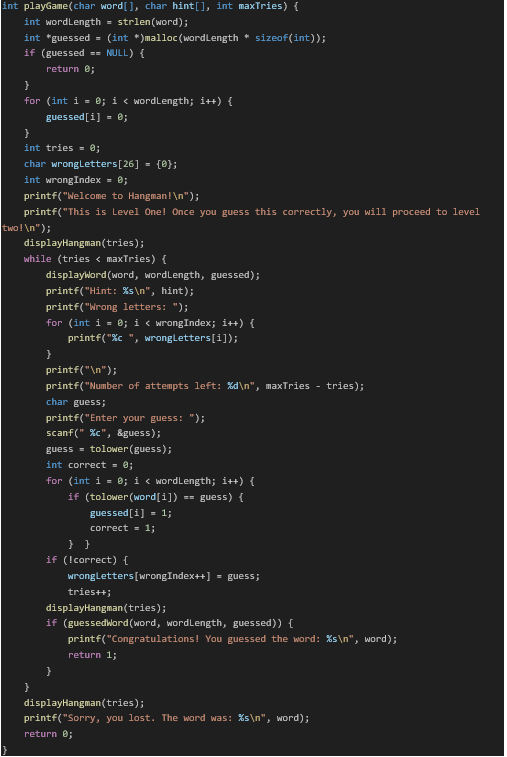 int playGame(char word[], char hint[], int maxTries) {
    int wordLength = strlen(word);
    int *guessed = (int *)malloc(wordLength * sizeof(int));
    if (guessed == NULL) {
        return 0;
    }
    for (int i = 0; i < wordLength; i++) {
        guessed[i] = 0;
    }
    int tries = 0;
    char wrongLetters[26] = {0};
    int wrongIndex = 0;
    printf("Welcome to Hangman!\n");
    printf("This is Level One! Once you guess this correctly, you will proceed to level
two!\n");
    displayHangman(tries);
    while (tries < maxTries) {
        displayWord(word, wordLength, guessed);
        printf("Hint: %s\n", hint);
        printf("Wrong letters: ");
        for (int i = 0; i < wrongIndex; i++) {
            printf("%c ", wrongLetters[i]);
        }
        printf("\n");
        printf("Number of attempts left: %d\n", maxTries - tries);
        char guess;
        printf("Enter your guess: ");
        scanf(" %c", &guess);
        guess = tolower(guess);
        int correct = 0;
        for (int i = 0; i < wordLength; i++) {
            if (tolower(word[i]) == guess) {
                guessed[i] = 1;
                correct = 1;
            }  }
        if (!correct) {
            wrongLetters[wrongIndex++] = guess;
            tries++;
        displayHangman(tries);
        if (guessedWord(word, wordLength, guessed)) {
            printf("Congratulations! You guessed the word: %s\n", word);
            return 1;
        }
    }
    displayHangman(tries);
    printf("Sorry, you lost. The word was: %s\n", word);
    return 0;
}